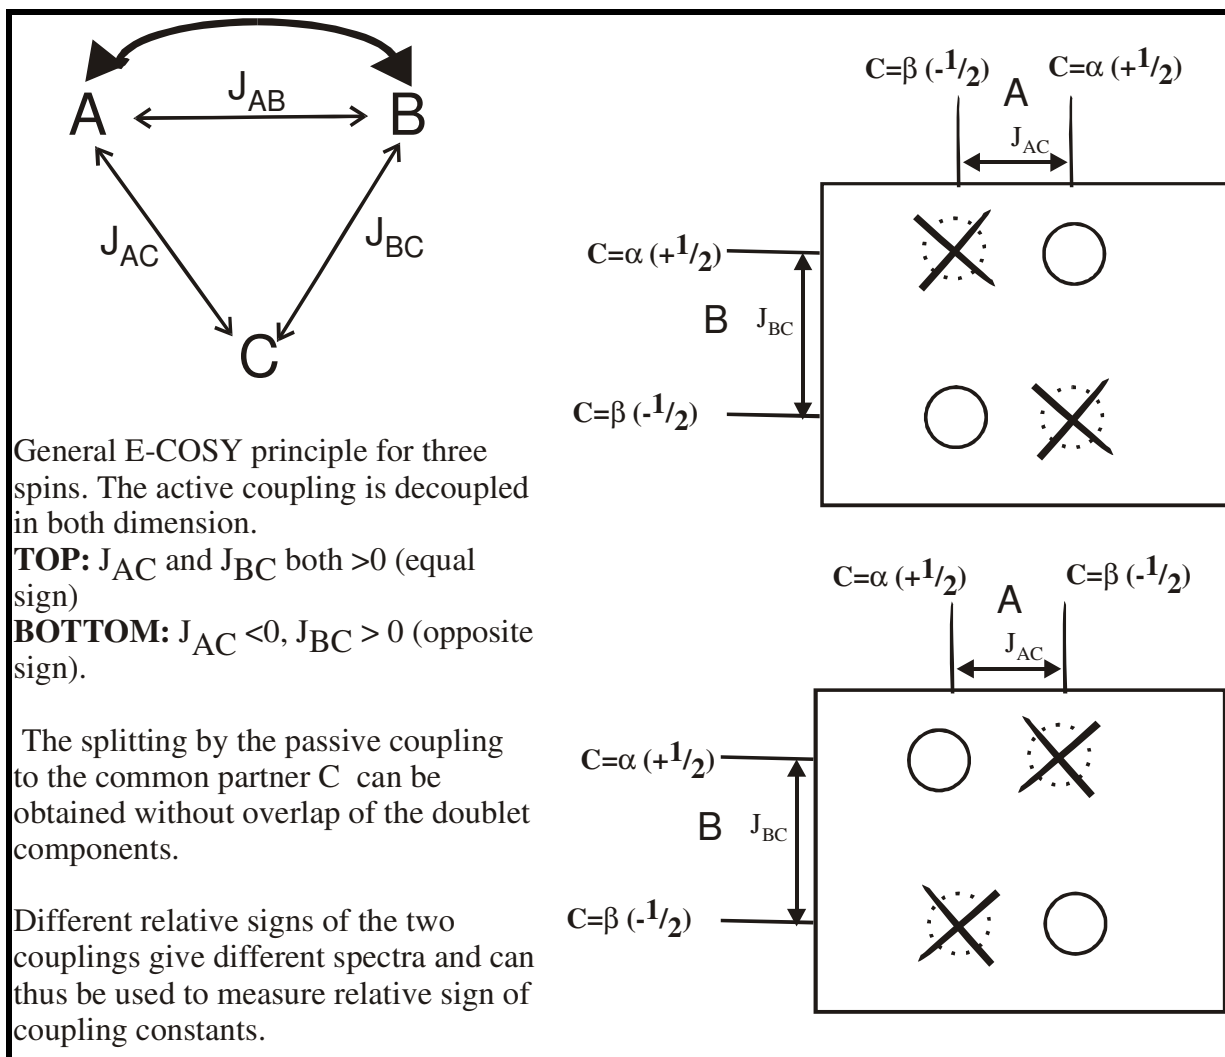 A
J_AB
B
J_AC
J_BC
C
General E-COSY principle for three
spins. The active coupling is decoupled
in both dimension.
TOP: J_AC and J_BC both >0 (equal
sign)
BOTTOM: J_AC <0, J_BC > 0 (opposite
sign).
The splitting by the passive coupling
to the common partner C can be
obtained without overlap of the doublet
components.
Different relative signs of the two
couplings give different spectra and can
thus be used to measure relative sign of
coupling constants.
C=β (-1/2) C=α (+1/2)
A
J_AC
C=α (+1/2)
B J_BC
C=β (-1/2)
C=α (+1/2) C=β (-1/2)
A
J_AC
C=α (+1/2)
B J_BC
C=β (-1/2)